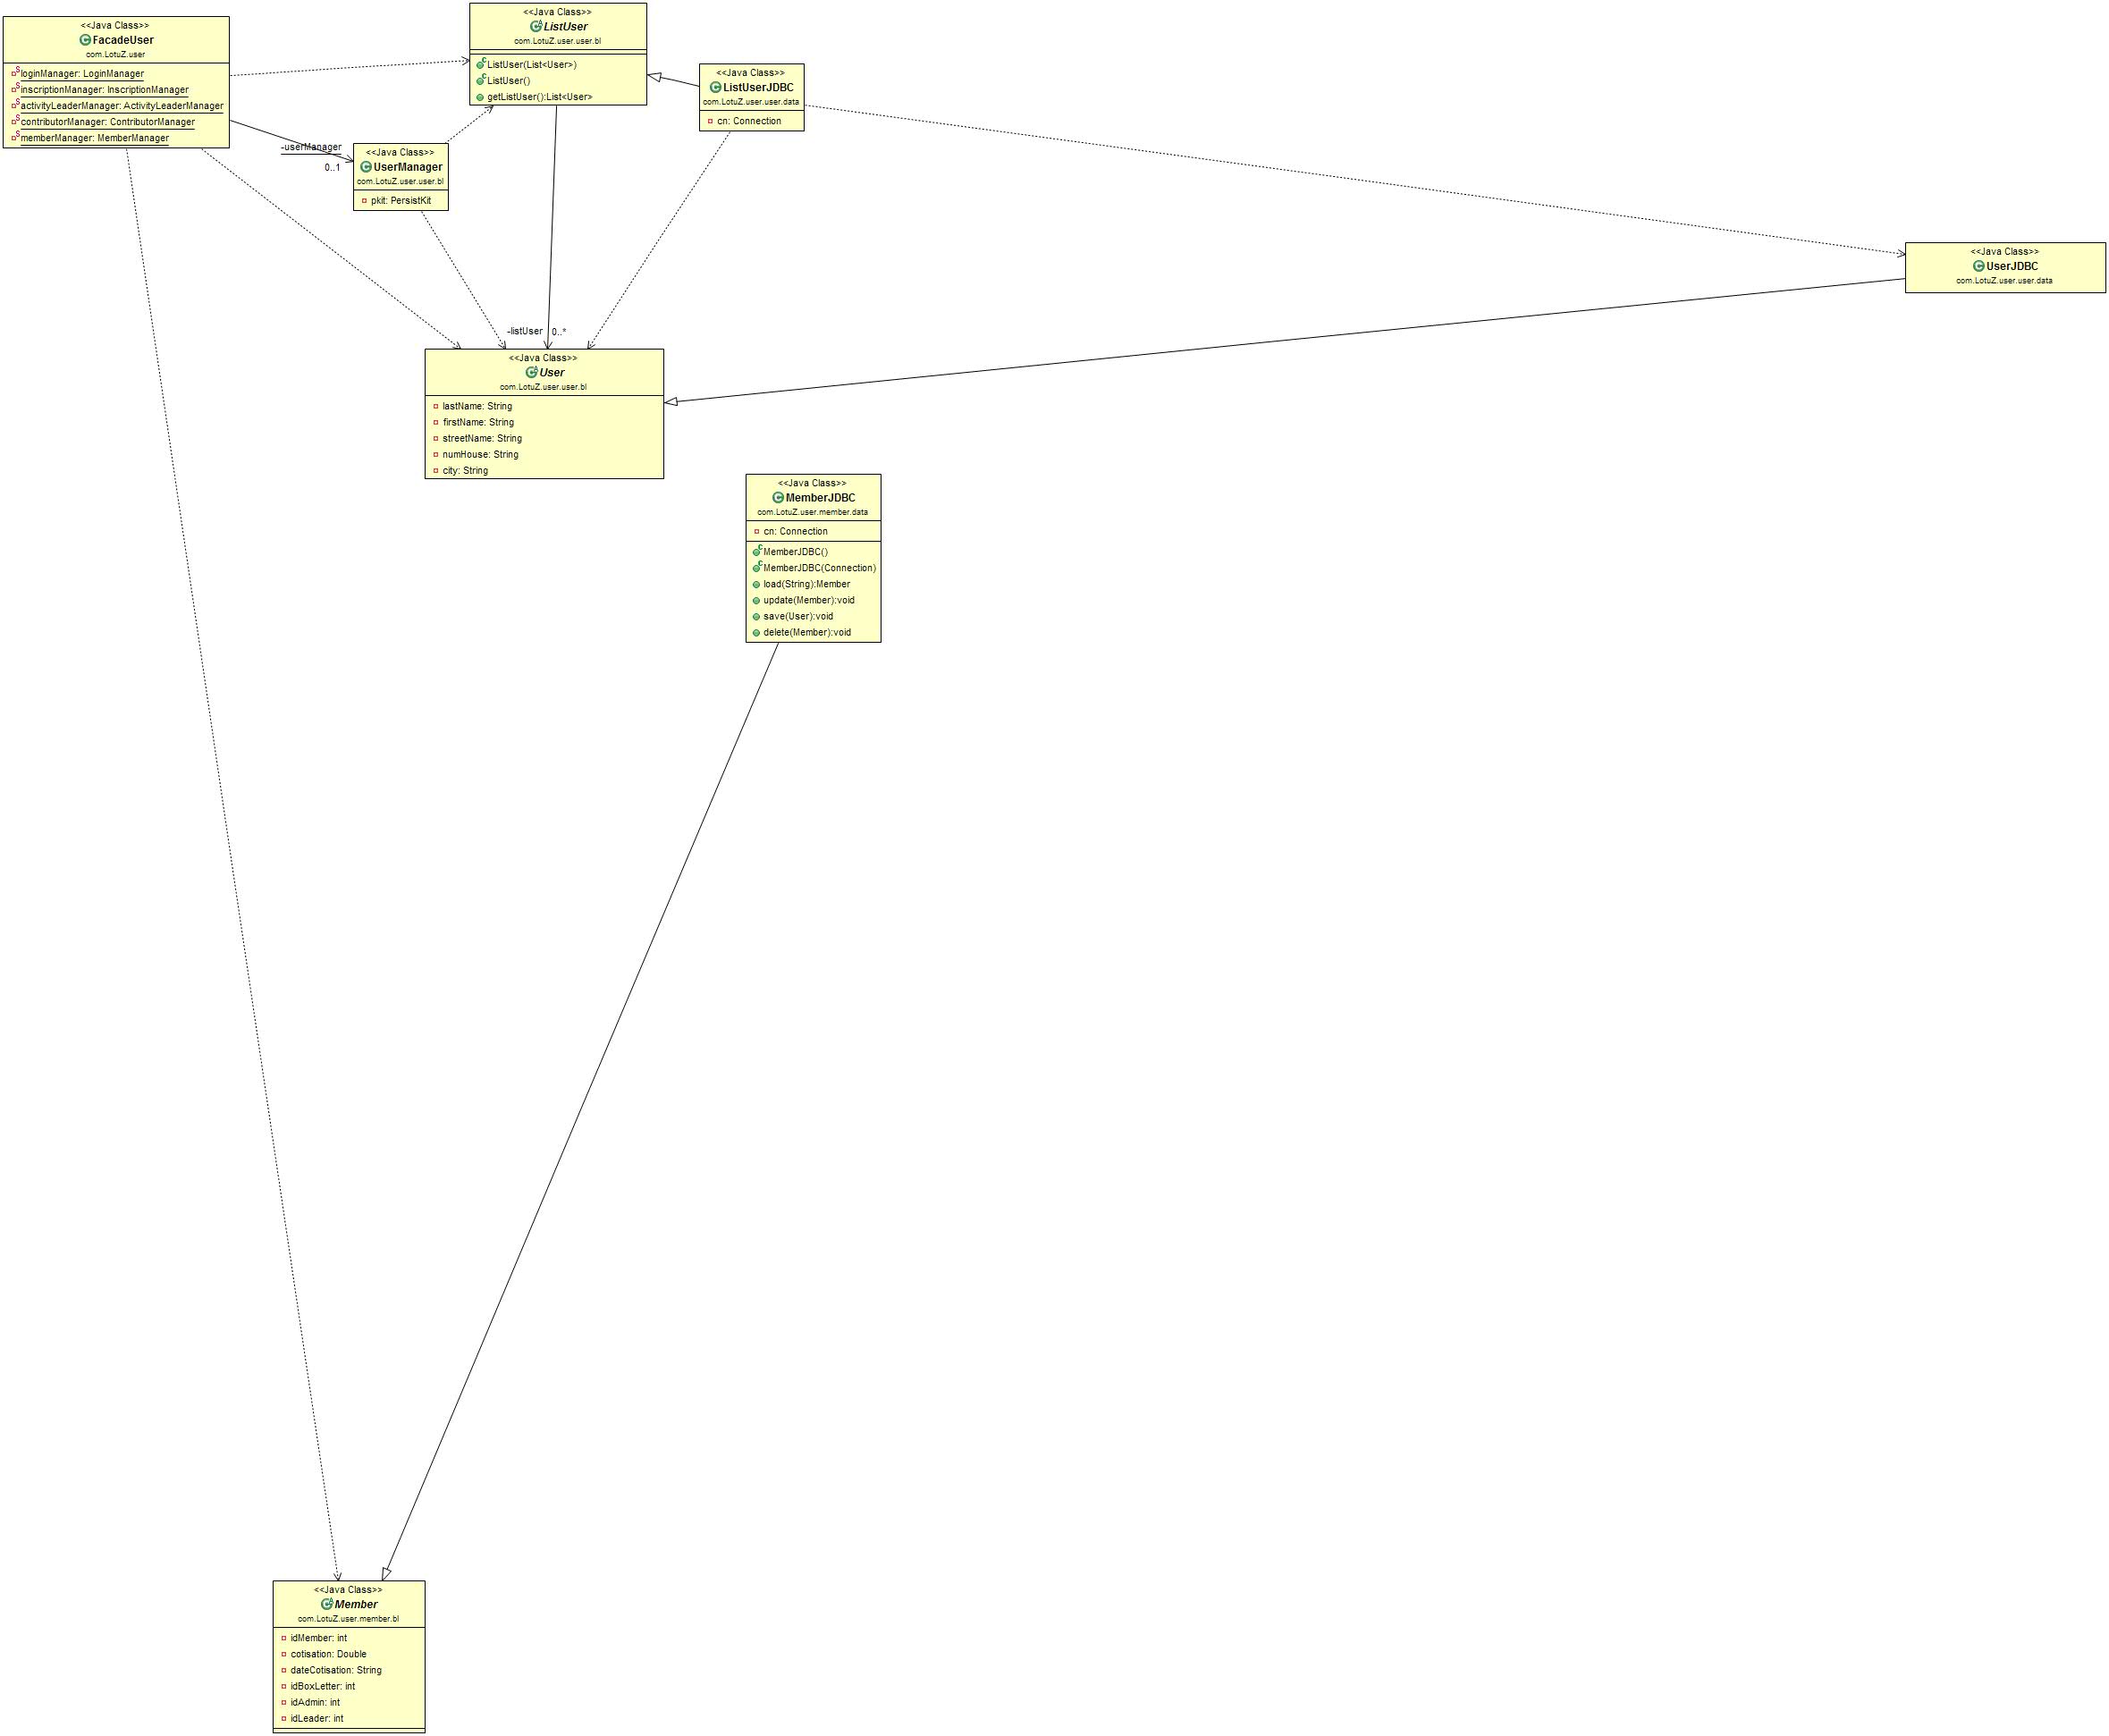 <<Java Class>>
FacadeUser
com.LotuZ.user
loginManager: LoginManager
inscriptionManager: InscriptionManager
activityLeaderManager: ActivityLeaderManager
contributorManager: ContributorManager
memberManager: MemberManager
<<Java Class>>
ListUser
com.LotuZ.user.user.bl
ListUser(List<User>)
ListUser()
getListUser():List<User>
<<Java Class>>
ListUserJDBC
com.LotuZ.user.user.data
cn: Connection
-userManager
0..1
<<Java Class>>
UserManager
com.LotuZ.user.user.bl
pkit: PersistKit
<<Java Class>>
UserJDBC
com.LotuZ.user.user.data
-listUser
0..*
<<Java Class>>
User
com.LotuZ.user.user.bl
lastName: String
firstName: String
streetName: String
numHouse: String
city: String
<<Java Class>>
MemberJDBC
com.LotuZ.user.member.data
cn: Connection
MemberJDBC()
MemberJDBC(Connection)
load(String):Member
update(Member):void
save(User):void
delete(Member):void
<<Java Class>>
Member
com.LotuZ.user.member.bl
idMember: int
cotisation: Double
dateCotisation: String
idBoxLetter: int
idAdmin: int
idLeader: int